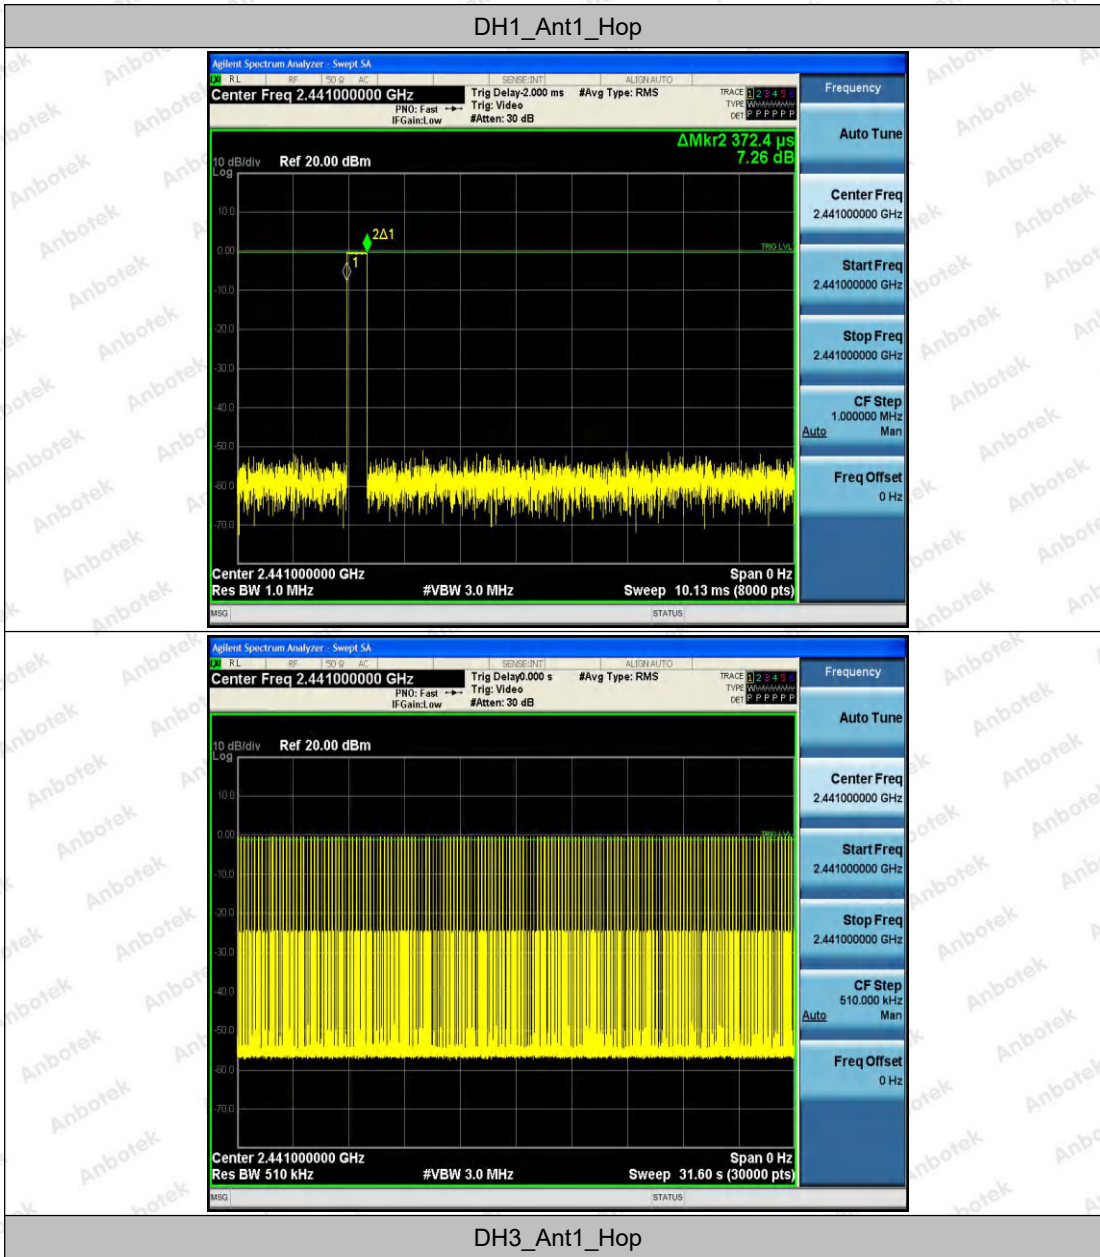 DH1_Ant1_Hop
Agilent Spectrum Analyzer - Swept SA
RL RF 50 Ω AC SENSE:INT ALIGNAUTO
Center Freq 2.441000000 GHz
PNO: Fast
IFGain:Low
Trig Delay-2.000 ms
Trig: Video
#Atten: 30 dB
#Avg Type: RMS
TRACE 1 2 3 4 5 6
TYPE W
DET P P P P P P
ΔMkr2 372.4 µs
7.26 dB
10 dB/div Ref 20.00 dBm
Log
10.0
0.00
-10.0
-20.0
-30.0
-40.0
-50.0
-60.0
-70.0
2Δ1
1
TRIG LVL
Center 2.441000000 GHz Span 0 Hz
Res BW 1.0 MHz #VBW 3.0 MHz Sweep 10.13 ms (8000 pts)
MSG STATUS
Frequency
Auto Tune
Center Freq
2.441000000 GHz
Start Freq
2.441000000 GHz
Stop Freq
2.441000000 GHz
CF Step
1.000000 MHz
Auto Man
Freq Offset
0 Hz
Agilent Spectrum Analyzer - Swept SA
RL RF 50 Ω AC SENSE:INT ALIGNAUTO
Center Freq 2.441000000 GHz
PNO: Fast
IFGain:Low
Trig Delay0.000 s
Trig: Video
#Atten: 30 dB
#Avg Type: RMS
TRACE 1 2 3 4 5 6
TYPE W
DET P P P P P P
10 dB/div Ref 20.00 dBm
Log
10.0
0.00
-10.0
-20.0
-30.0
-40.0
-50.0
-60.0
-70.0
TRIG LVL
Center 2.441000000 GHz Span 0 Hz
Res BW 510 kHz #VBW 3.0 MHz Sweep 31.60 s (30000 pts)
MSG STATUS
Frequency
Auto Tune
Center Freq
2.441000000 GHz
Start Freq
2.441000000 GHz
Stop Freq
2.441000000 GHz
CF Step
510.000 kHz
Auto Man
Freq Offset
0 Hz
DH3_Ant1_Hop
Anbotek